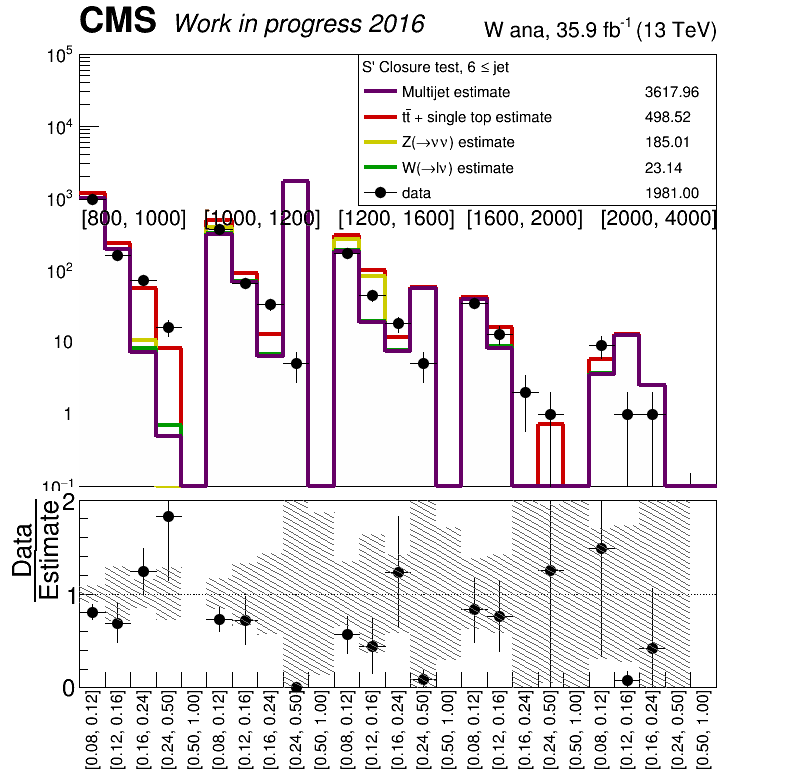 CMS Work in progress 2016 W ana, 35.9 fb⁻¹ (13 TeV)
10⁵
S' Closure test, 6 ≤ jet
Multijet estimate 3617.96
tt̄ + single top estimate 498.52
Z(→νν) estimate 185.01
W(→lν) estimate 23.14
data 1981.00
10⁴
10³
[800, 1000] [1000, 1200] [1200, 1600] [1600, 2000] [2000, 4000]
10²
10
1
10⁻¹
Data
Estimate
2
1
0
[0.08, 0.12] [0.12, 0.16] [0.16, 0.24] [0.24, 0.50] [0.50, 1.00] [0.08, 0.12] [0.12, 0.16] [0.16, 0.24] [0.24, 0.50] [0.50, 1.00] [0.08, 0.12] [0.12, 0.16] [0.16, 0.24] [0.24, 0.50] [0.50, 1.00] [0.08, 0.12] [0.12, 0.16] [0.16, 0.24] [0.24, 0.50] [0.50, 1.00] [0.08, 0.12] [0.12, 0.16] [0.16, 0.24] [0.24, 0.50] [0.50, 1.00]